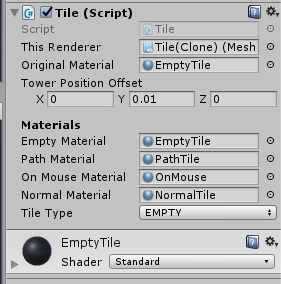 Tile (Script)
Script Tile
This Renderer Tile(Clone) (Mesh
Original Material EmptyTile
Tower Position Offset
X 0 Y 0.01 Z 0
Materials
Empty Material EmptyTile
Path Material PathTile
On Mouse Material OnMouse
Normal Material NormalTile
Tile Type EMPTY
EmptyTile
Shader Standard